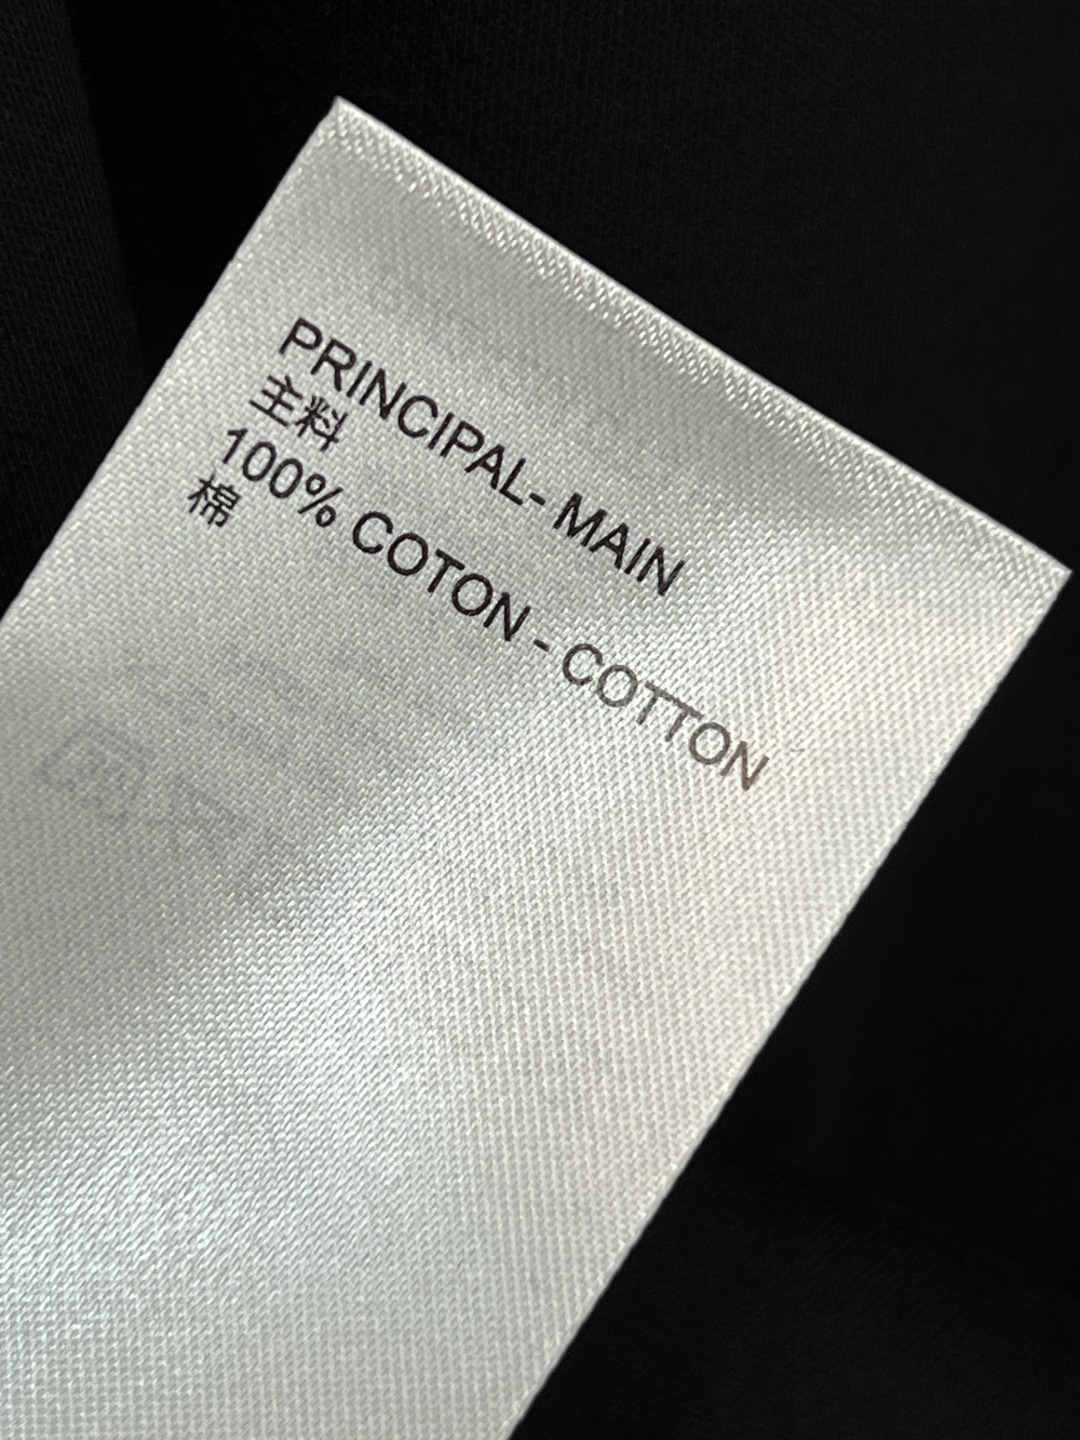 PRINCIPAL- MAIN
主料
100% COTON - COTTON
棉